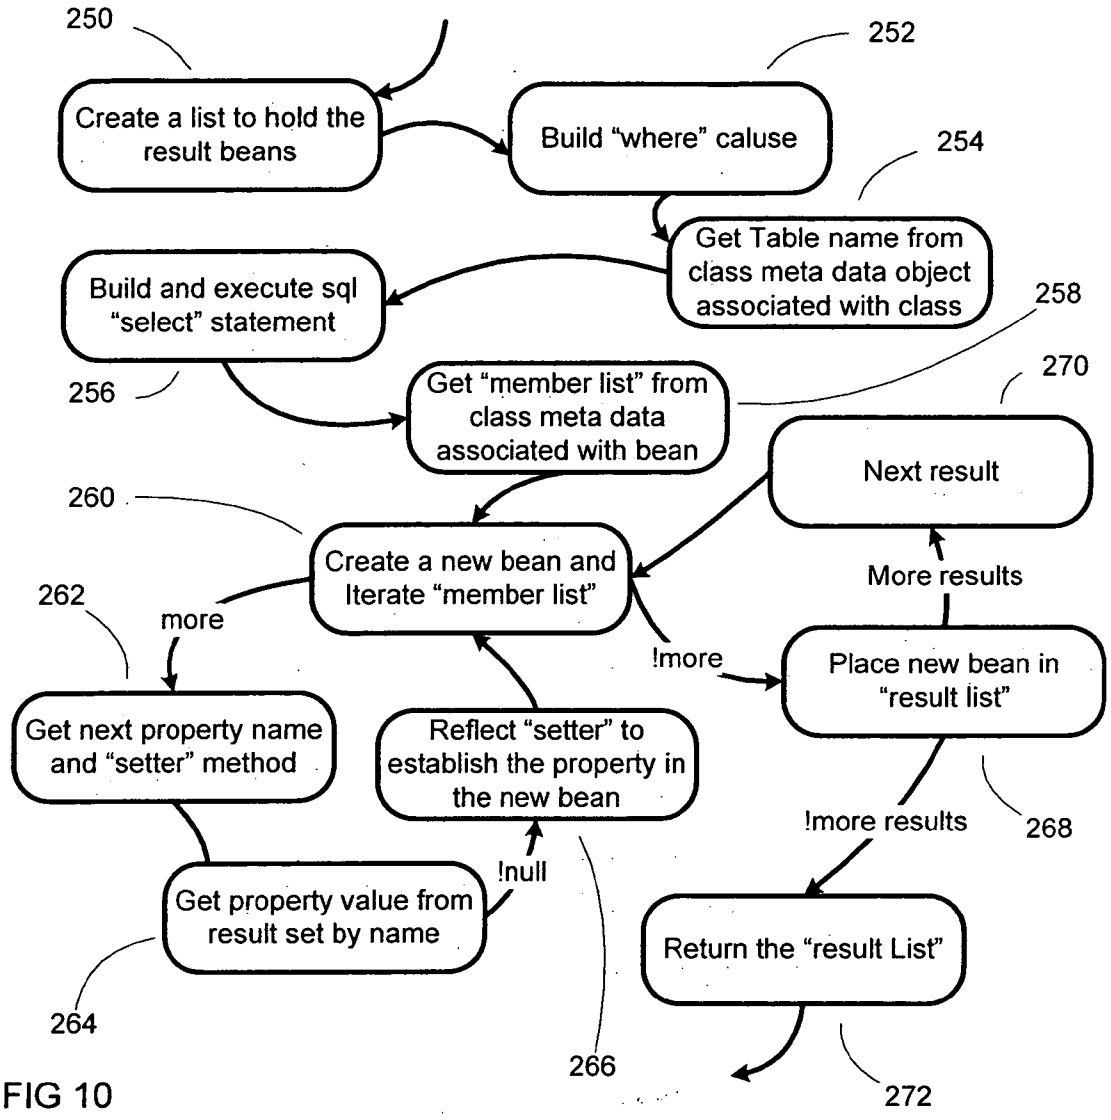 250
252
Create a list to hold the
result beans
Build “where” caluse
254
Get Table name from
class meta data object
associated with class
Build and execute sql
“select” statement
258
256
270
Get “member list” from
class meta data
associated with bean
Next result
260
Create a new bean and
Iterate “member list”
More results
262
more
!more
Place new bean in
“result list”
Get next property name
and “setter” method
Reflect “setter” to
establish the property in
the new bean
!more results
268
!null
Get property value from
result set by name
Return the “result List”
264
266
272
FIG 10